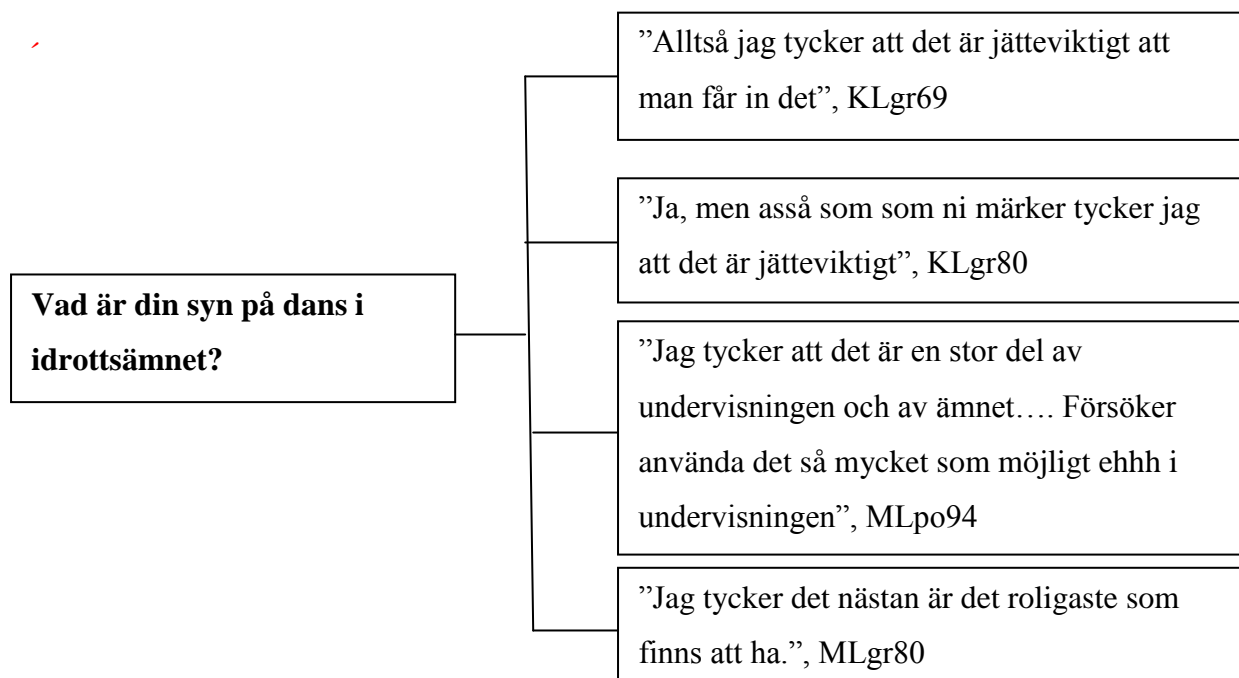 Vad är din syn på dans i
idrottsämnet?
”Alltså jag tycker att det är jätteviktigt att
man får in det”, KLgr69
”Ja, men asså som som ni märker tycker jag
att det är jätteviktigt”, KLgr80
”Jag tycker att det är en stor del av
undervisningen och av ämnet…. Försöker
använda det så mycket som möjligt ehhh i
undervisningen”, MLpo94
”Jag tycker det nästan är det roligaste som
finns att ha.”, MLgr80